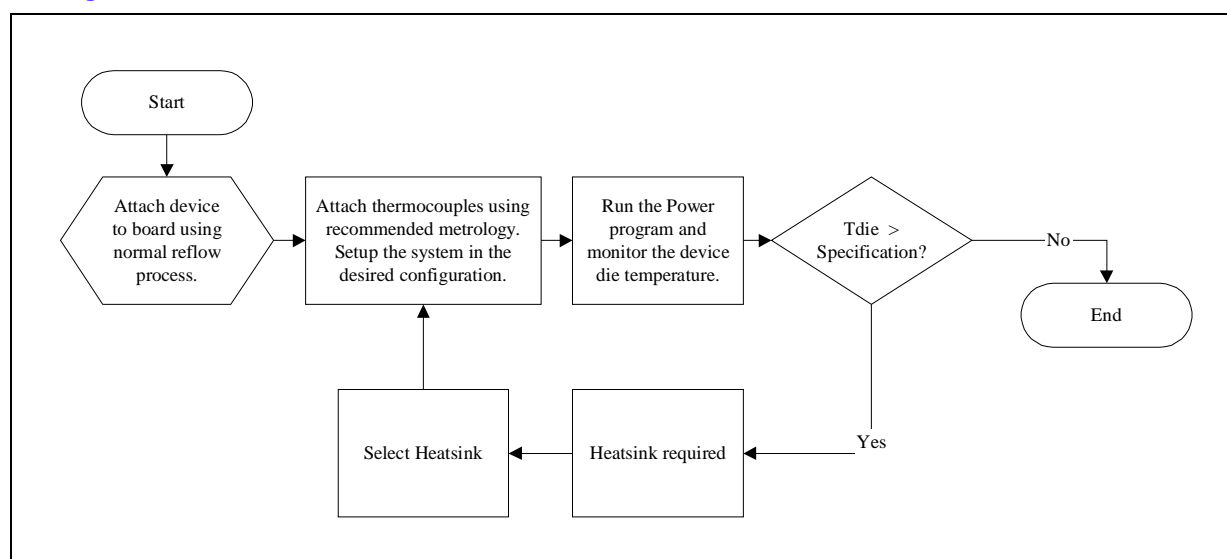 Start
Attach device
to board using
normal reflow
process.
Attach thermocouples using
recommended metrology.
Setup the system in the
desired configuration.
Run the Power
program and
monitor the device
die temperature.
Tdie >
Specification?
No
End
Yes
Heatsink required
Select Heatsink